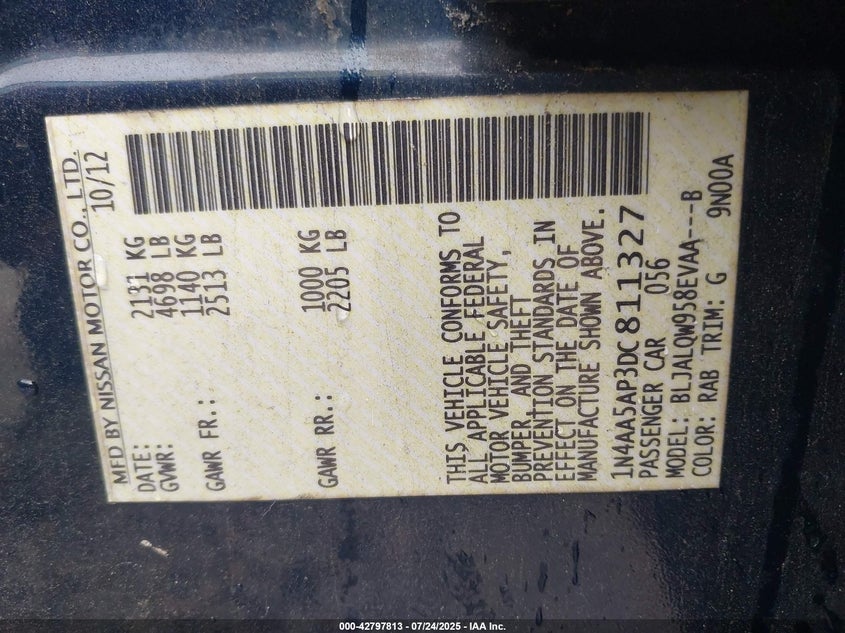 MFD BY NISSAN MOTOR CO., LTD.
DATE: 10/12
GVWR: 2131 KG
4698 LB
GAWR FR.: 1140 KG
2513 LB
GAWR RR.: 1000 KG
2205 LB
THIS VEHICLE CONFORMS TO
ALL APPLICABLE FEDERAL
MOTOR VEHICLE SAFETY,
BUMPER AND THEFT
PREVENTION STANDARDS IN
EFFECT ON THE DATE OF
MANUFACTURE SHOWN ABOVE.
1N4AA5AP3DC811327
PASSENGER CAR 056
MODEL: BLJALQW958EVAA---B
COLOR: RAB TRIM: G 9N00A
000-42797813 - 07/24/2025 - IAA Inc.